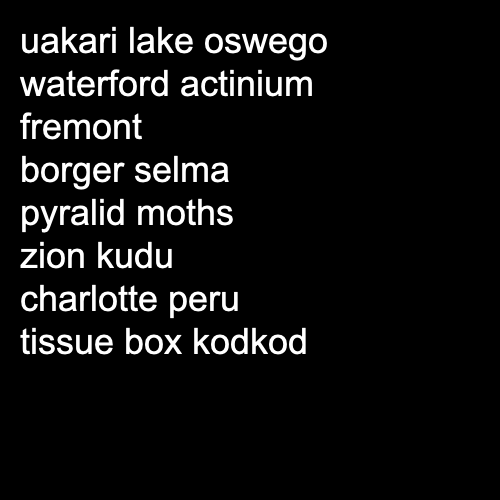 uakari lake oswego
waterford actinium
fremont
borger selma
pyralid moths
zion kudu
charlotte peru
tissue box kodkod